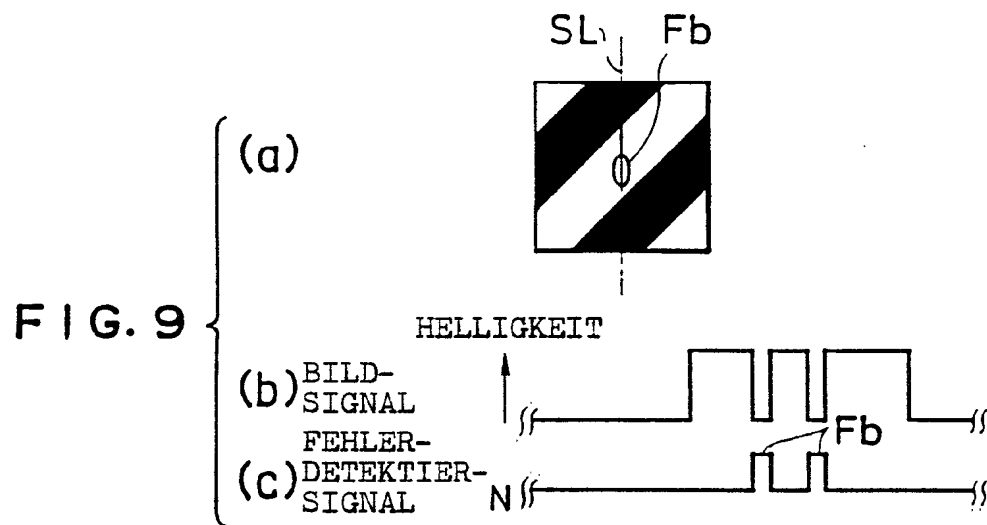 SL Fb
(a)
FIG. 9
HELLIGKEIT
(b) BILD-
SIGNAL
Fb
(c) FEHLER-
DETEKTIER-
SIGNAL
N